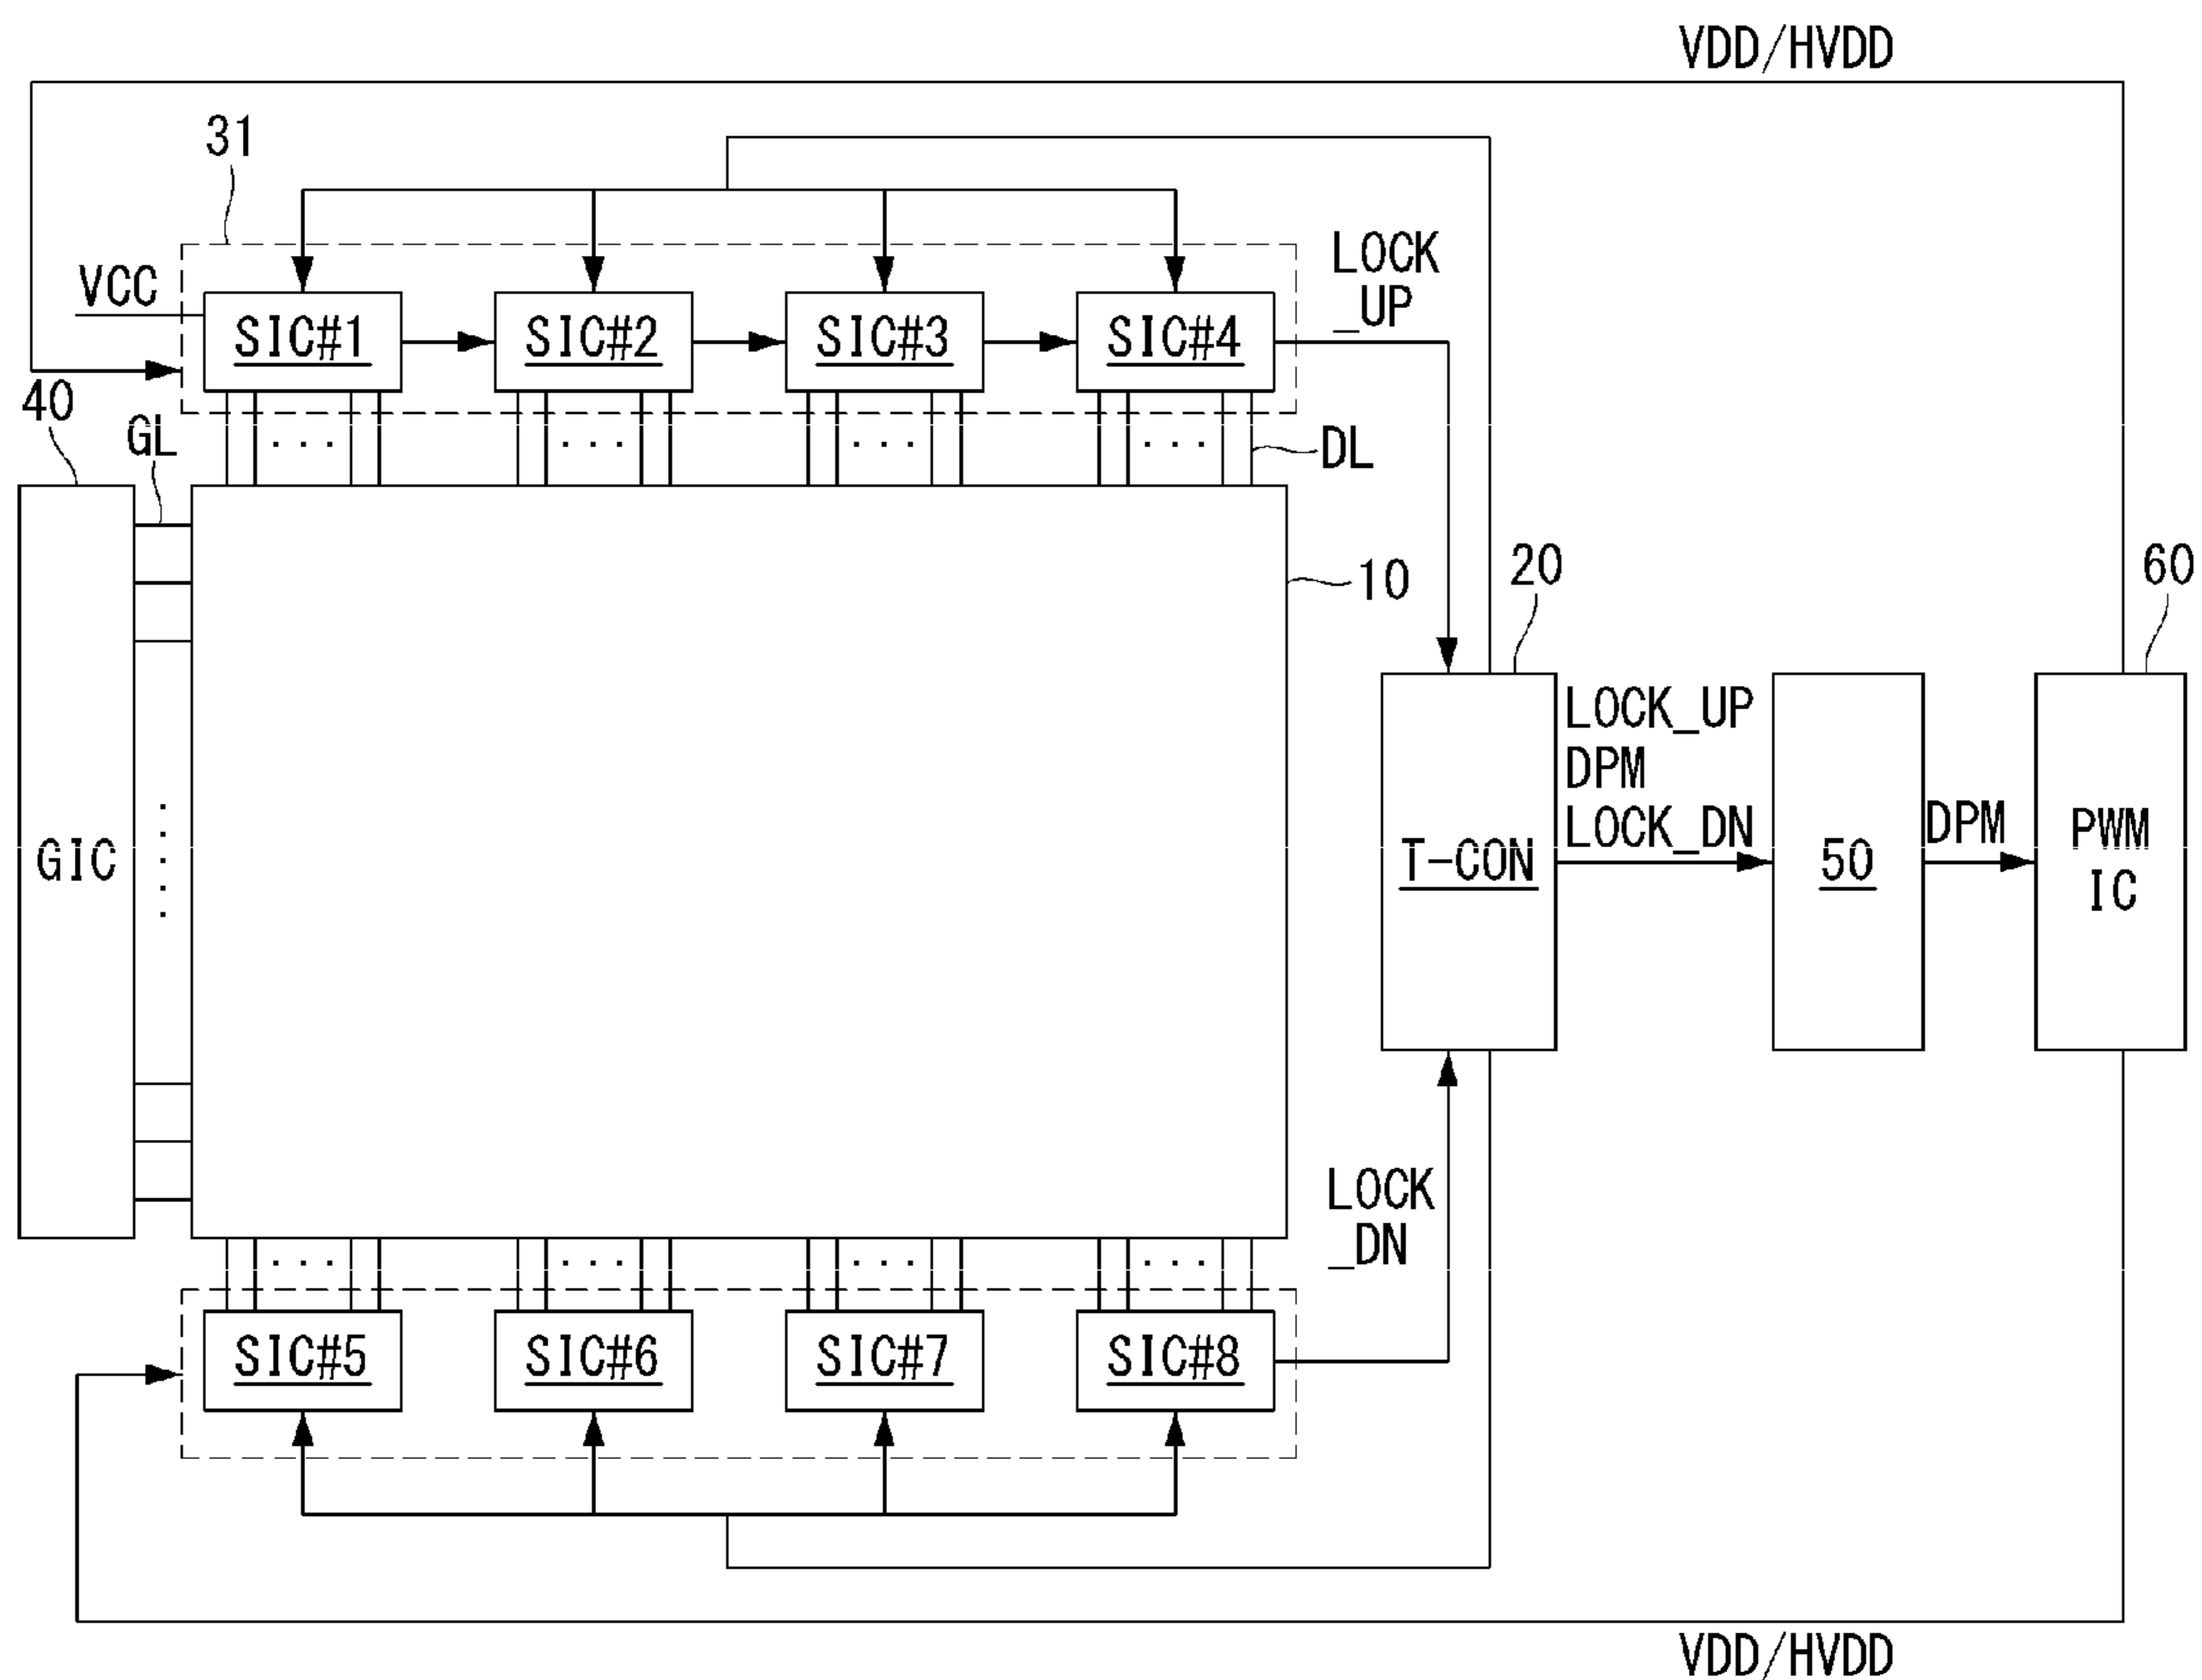 VDD/HVDD
31
VCC
SIC#1
SIC#2
SIC#3
SIC#4
LOCK
_UP
40
GL
. . .
. . .
. . .
. . .
DL
10
20
60
GIC
T-CON
LOCK_UP
DPM
LOCK_DN
50
DPM
PWM
IC
LOCK
_DN
. . .
. . .
. . .
. . .
SIC#5
SIC#6
SIC#7
SIC#8
VDD/HVDD